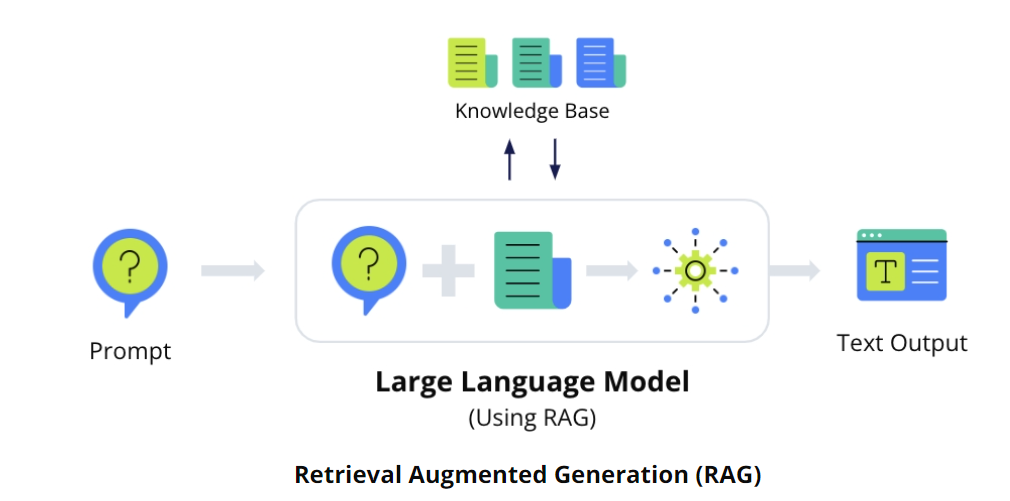 Knowledge Base
?
?
T
Prompt
Text Output
Large Language Model
(Using RAG)
Retrieval Augmented Generation (RAG)